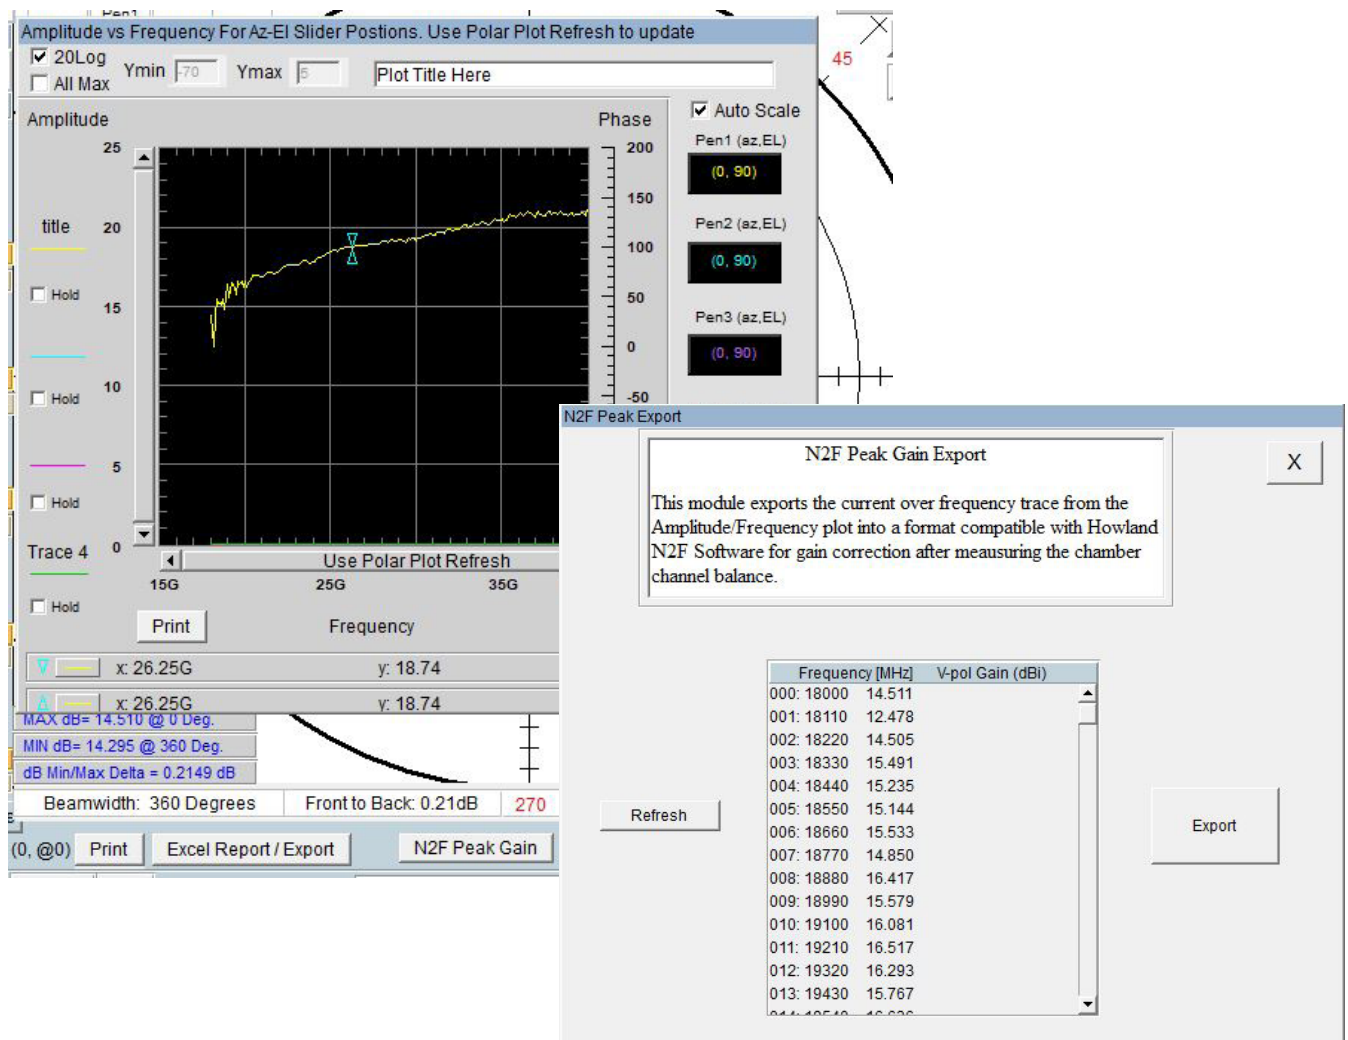 Pen1
Amplitude vs Frequency For Az-El Slider Postions. Use Polar Plot Refresh to update
20Log
All Max
Ymin -70 Ymax 5
Plot Title Here
45
Amplitude
Phase
Auto Scale
Pen1 (az,EL)
(0, 90)
Pen2 (az,EL)
(0, 90)
Pen3 (az,EL)
(0, 90)
25
20
15
10
5
0
200
150
100
50
0
-50
title
Hold
Hold
Hold
Trace 4
Hold
Use Polar Plot Refresh
15G 25G 35G
Print
Frequency
x: 26.25G y: 18.74
x: 26.25G y: 18.74
MAX dB= 14.510 @ 0 Deg.
MIN dB= 14.295 @ 360 Deg.
dB Min/Max Delta = 0.2149 dB
Beamwidth: 360 Degrees Front to Back: 0.21dB 270
(0, @0) Print Excel Report / Export N2F Peak Gain
N2F Peak Export
N2F Peak Gain Export
X
This module exports the current over frequency trace from the
Amplitude/Frequency plot into a format compatible with Howland
N2F Software for gain correction after meausuring the chamber
channel balance.
Frequency [MHz] V-pol Gain (dBi)
000: 18000 14.511
001: 18110 12.478
002: 18220 14.505
003: 18330 15.491
004: 18440 15.235
005: 18550 15.144
006: 18660 15.533
007: 18770 14.850
008: 18880 16.417
009: 18990 15.579
010: 19100 16.081
011: 19210 16.517
012: 19320 16.293
013: 19430 15.767
Refresh
Export